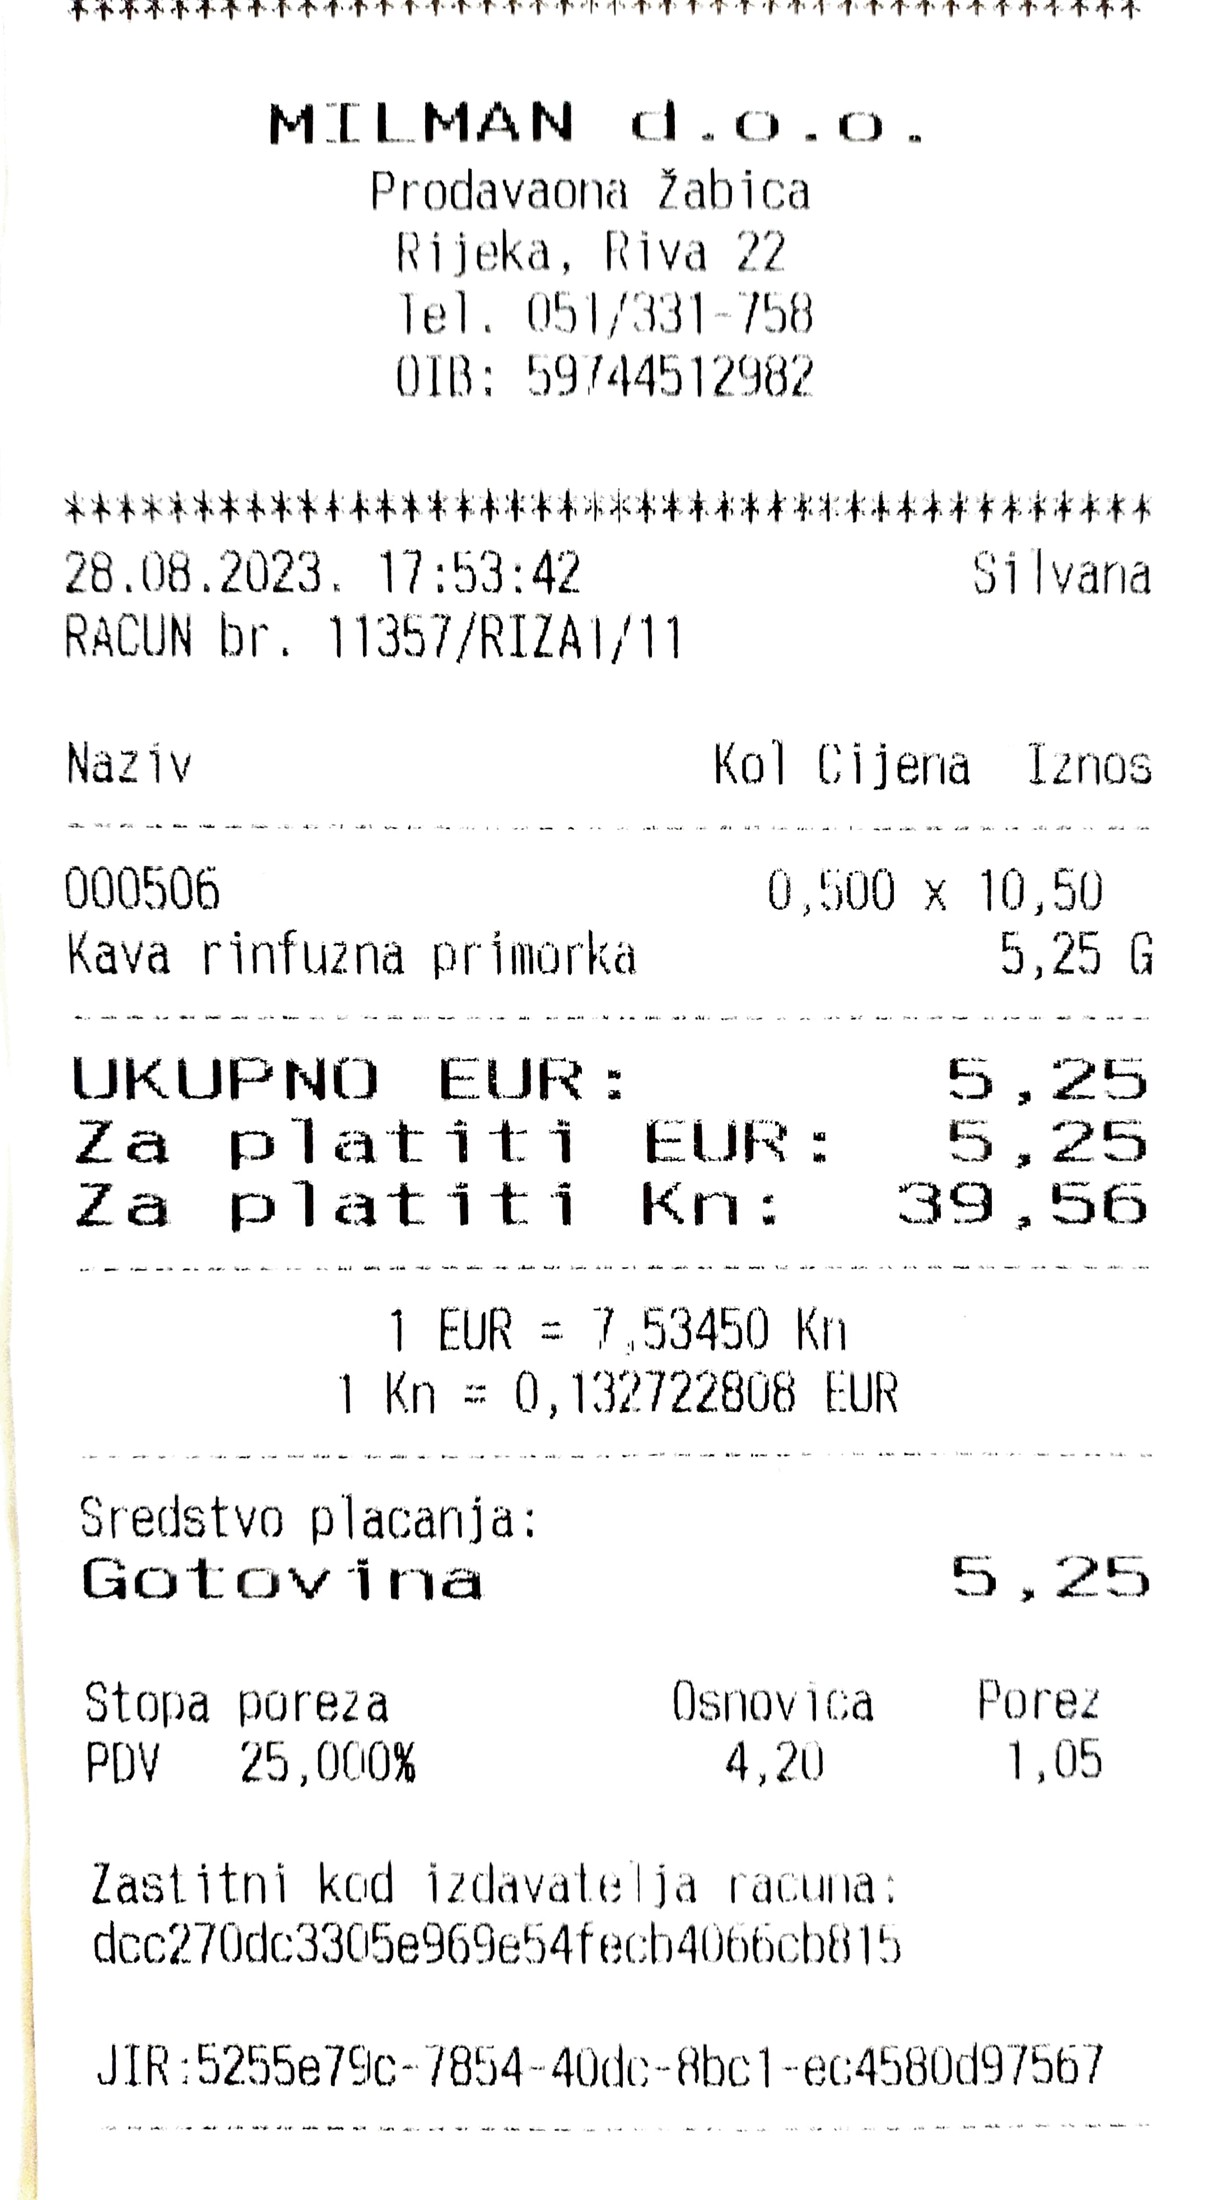 ****************************************
MILMAN d.o.o.
Prodavaona Žabica
Rijeka, Riva 22
Tel. 051/331-758
OIB: 59744512982
******************************************
28.08.2023. 17:53:42 Silvana
RACUN br. 11357/RIZA1/11
Naziv Kol Cijena Iznos
000506 0,500 x 10,50
Kava rinfuzna primorka 5,25 G
UKUPNO EUR: 5,25
Za platiti EUR: 5,25
Za platiti Kn: 39,56
1 EUR = 7,53450 Kn
1 Kn = 0,132722808 EUR
Sredstvo placanja:
Gotovina 5,25
Stopa poreza Osnovica Porez
PDV 25,000% 4,20 1,05
Zastitni kod izdavatelja racuna:
dcc270dc3305e969e54fecb4066cb815
JIR:5255e79c-7854-40dc-8bc1-ec4580d97567